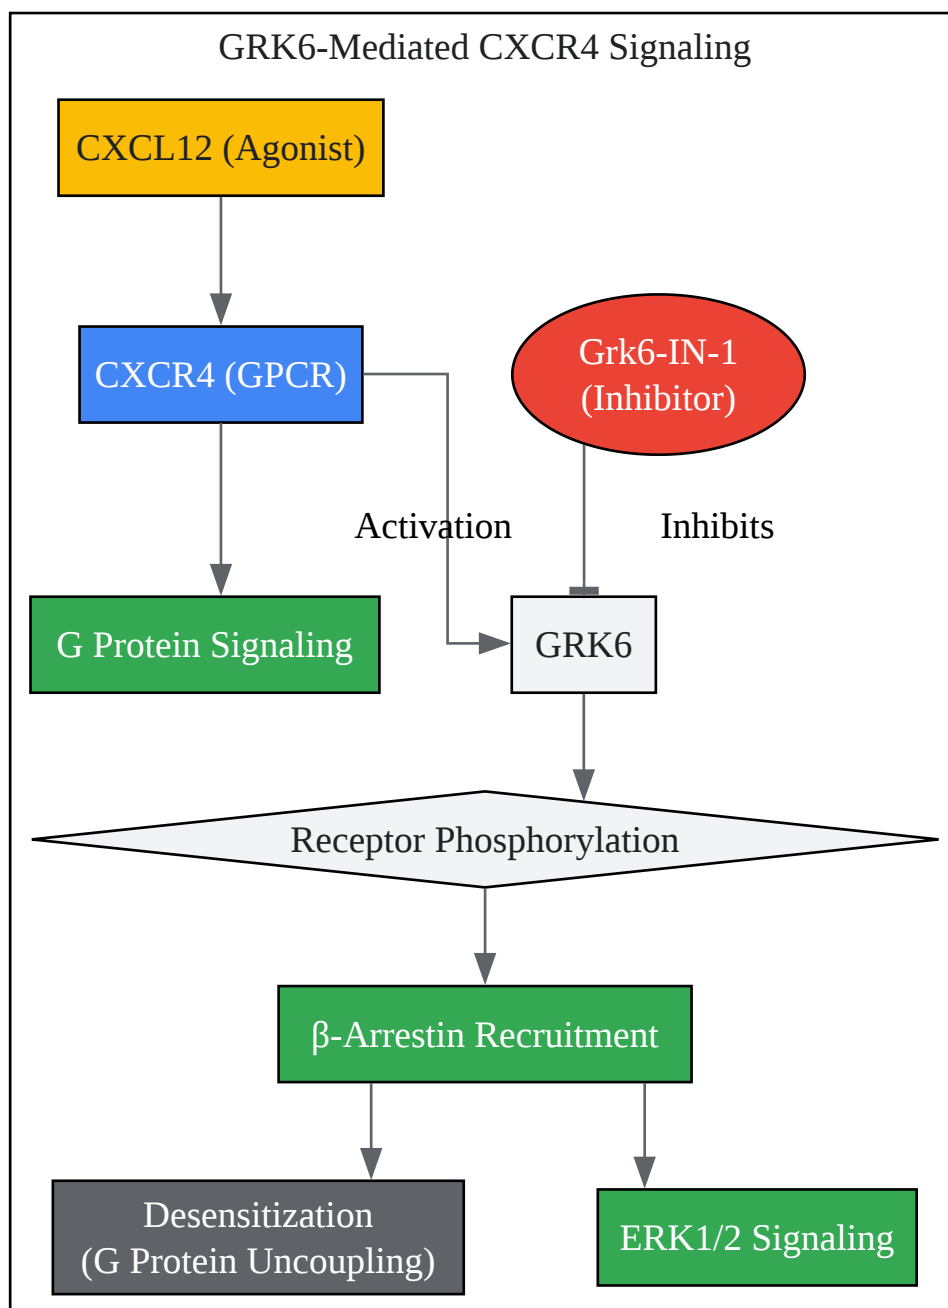 GRK6-Mediated CXCR4 Signaling
CXCL12 (Agonist)
CXCR4 (GPCR)
Grk6-IN-1
(Inhibitor)
Activation
Inhibits
G Protein Signaling
GRK6
Receptor Phosphorylation
β-Arrestin Recruitment
Desensitization
(G Protein Uncoupling)
ERK1/2 Signaling